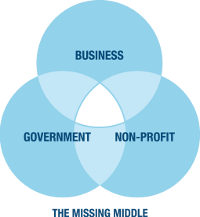 BUSINESS
GOVERNMENT
NON-PROFIT
THE MISSING MIDDLE